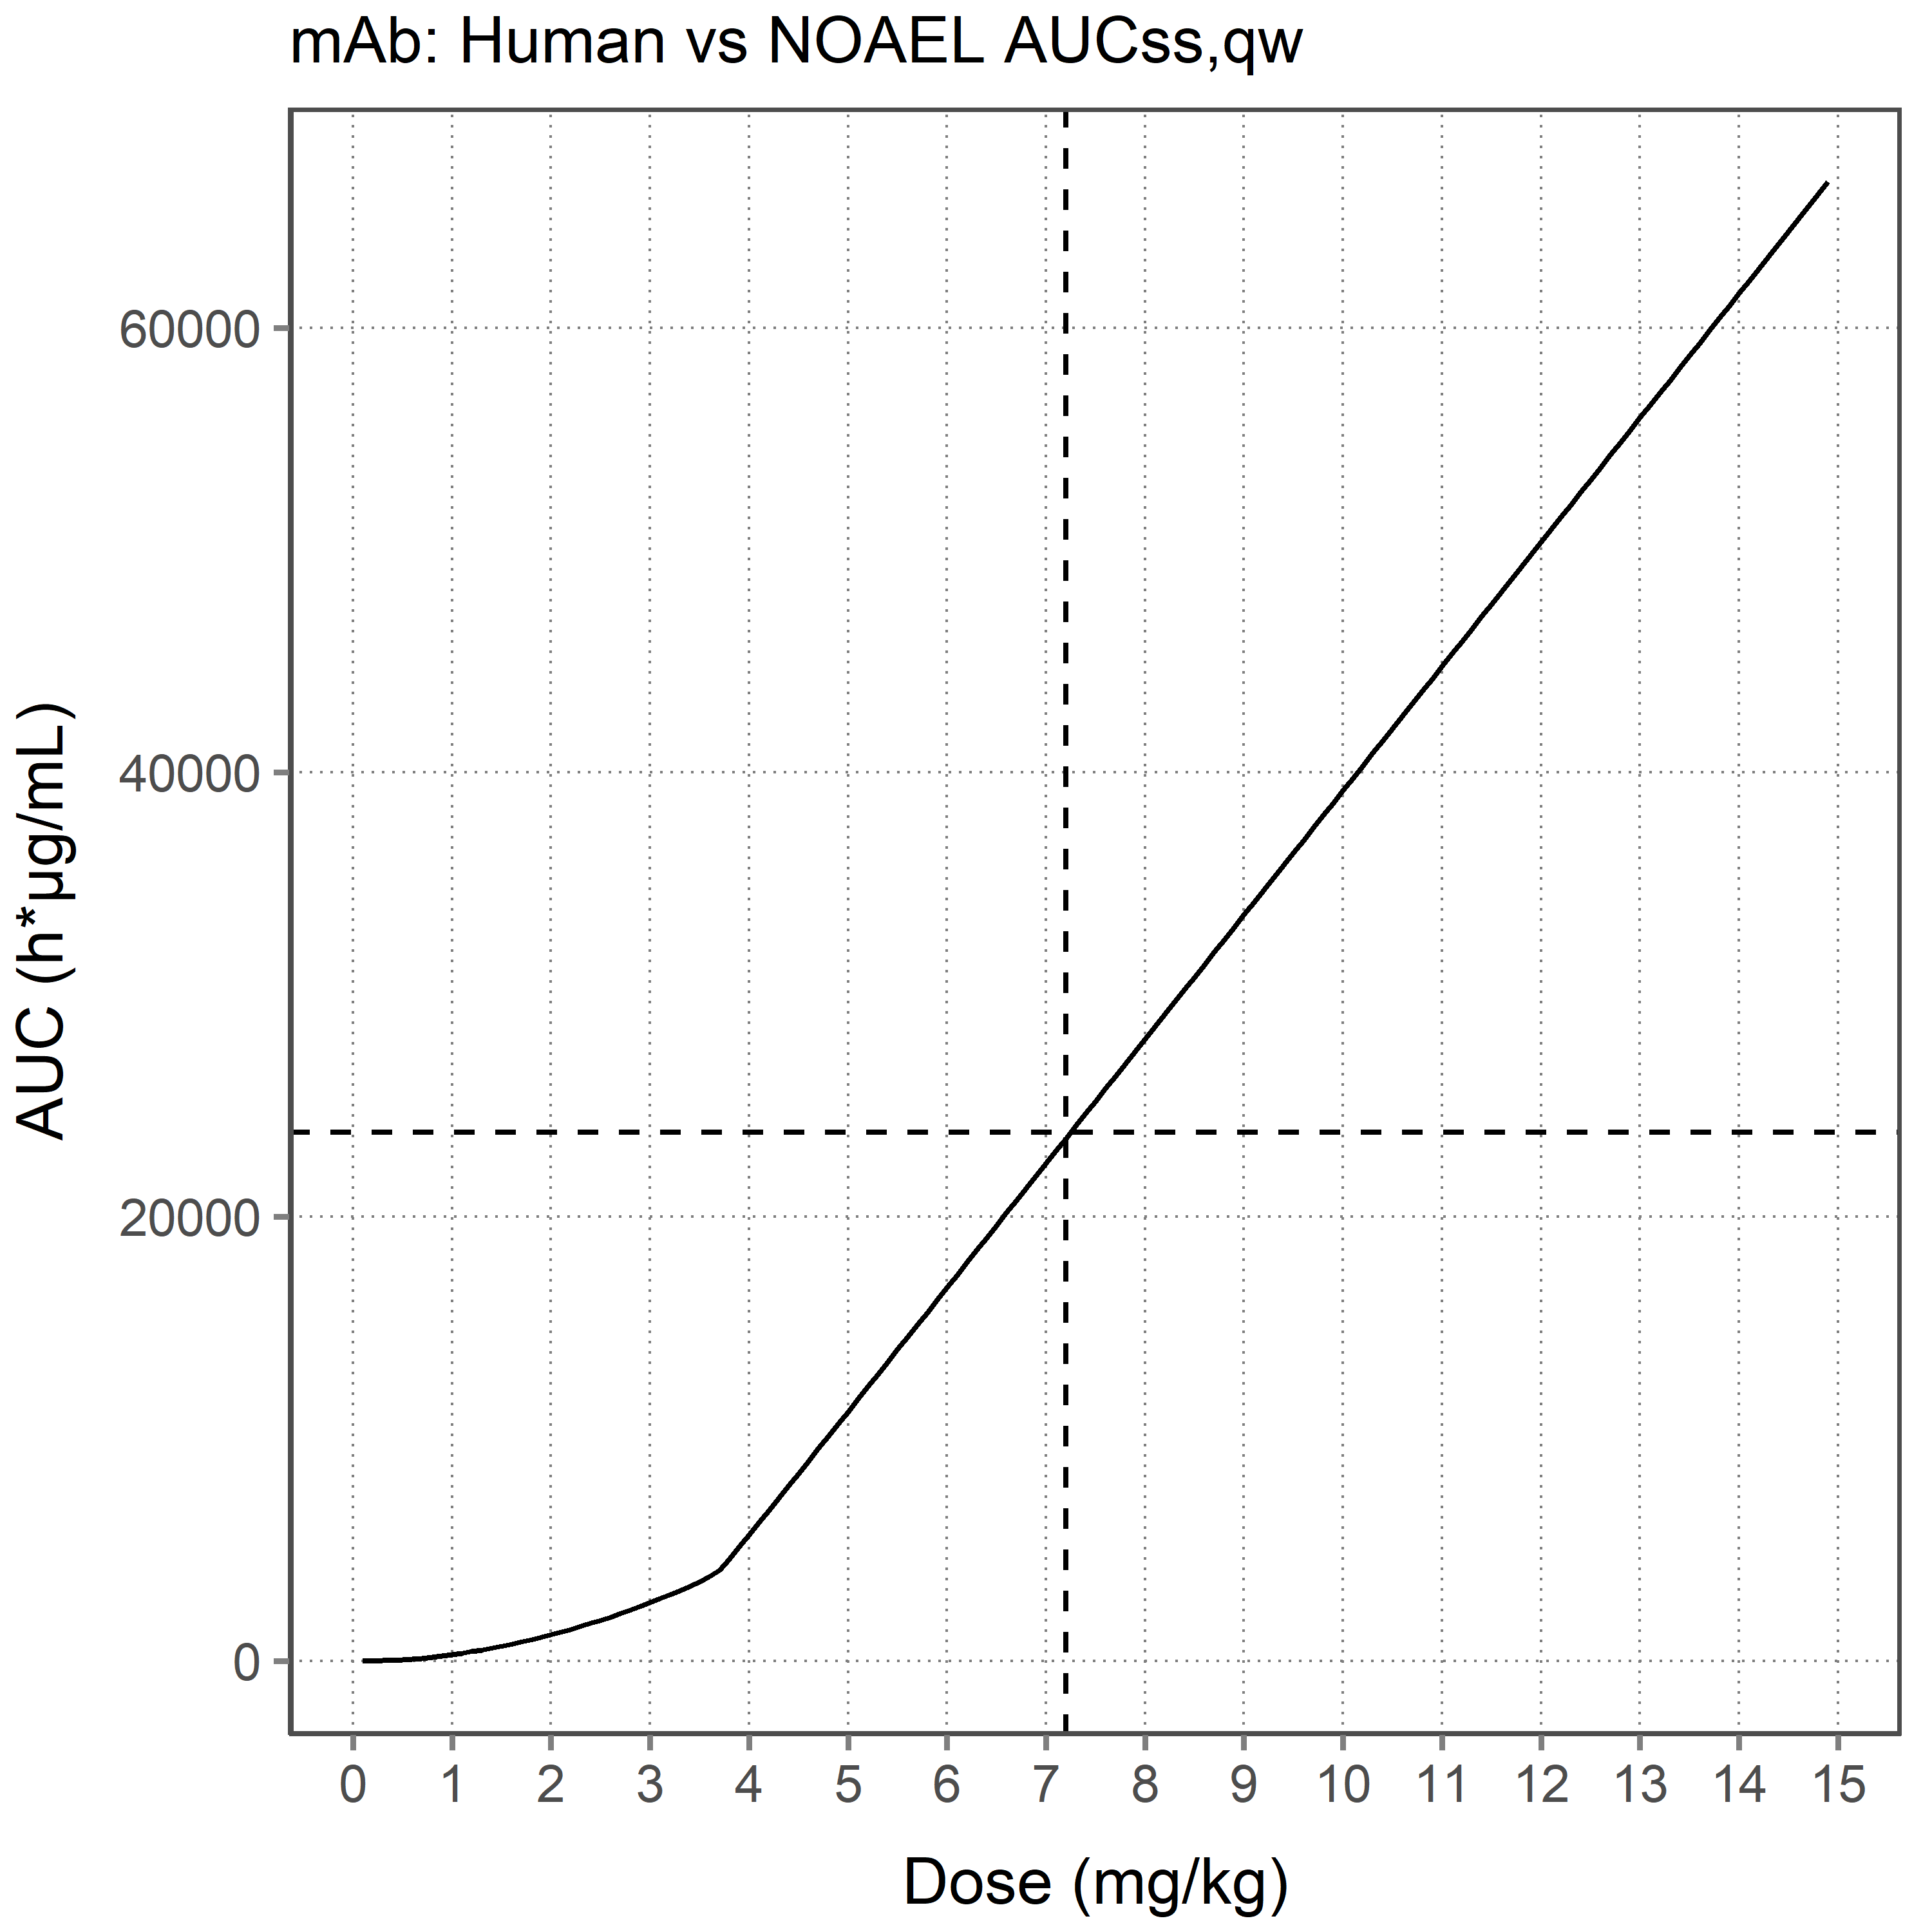 mAb: Human vs NOAEL AUCss,qw
AUC (h*µg/mL)
60000
40000
20000
0
0 1 2 3 4 5 6 7 8 9 10 11 12 13 14 15
Dose (mg/kg)